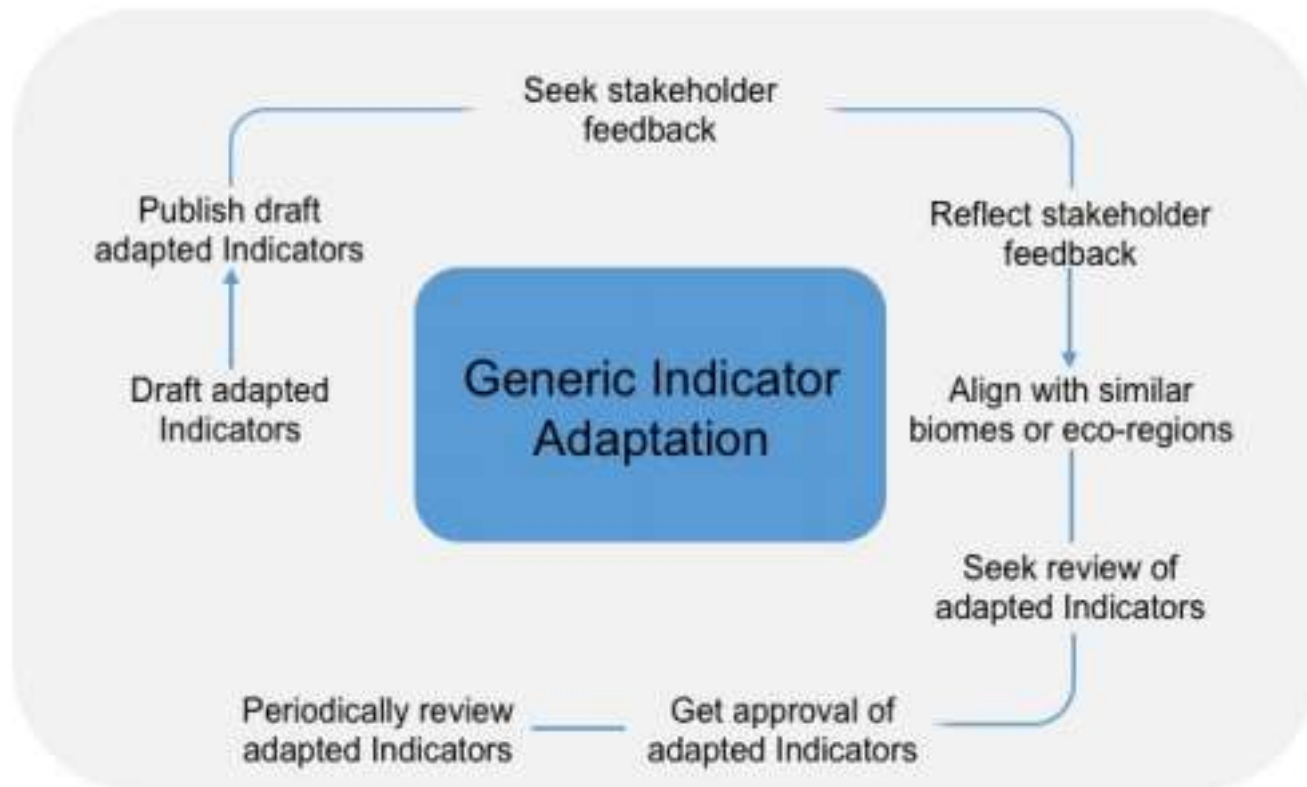 Seek stakeholder
feedback
Publish draft
adapted Indicators
Reflect stakeholder
feedback
Generic Indicator
Adaptation
Draft adapted
Indicators
Align with similar
biomes or eco-regions
Seek review of
adapted Indicators
Periodically review
adapted Indicators
Get approval of
adapted Indicators